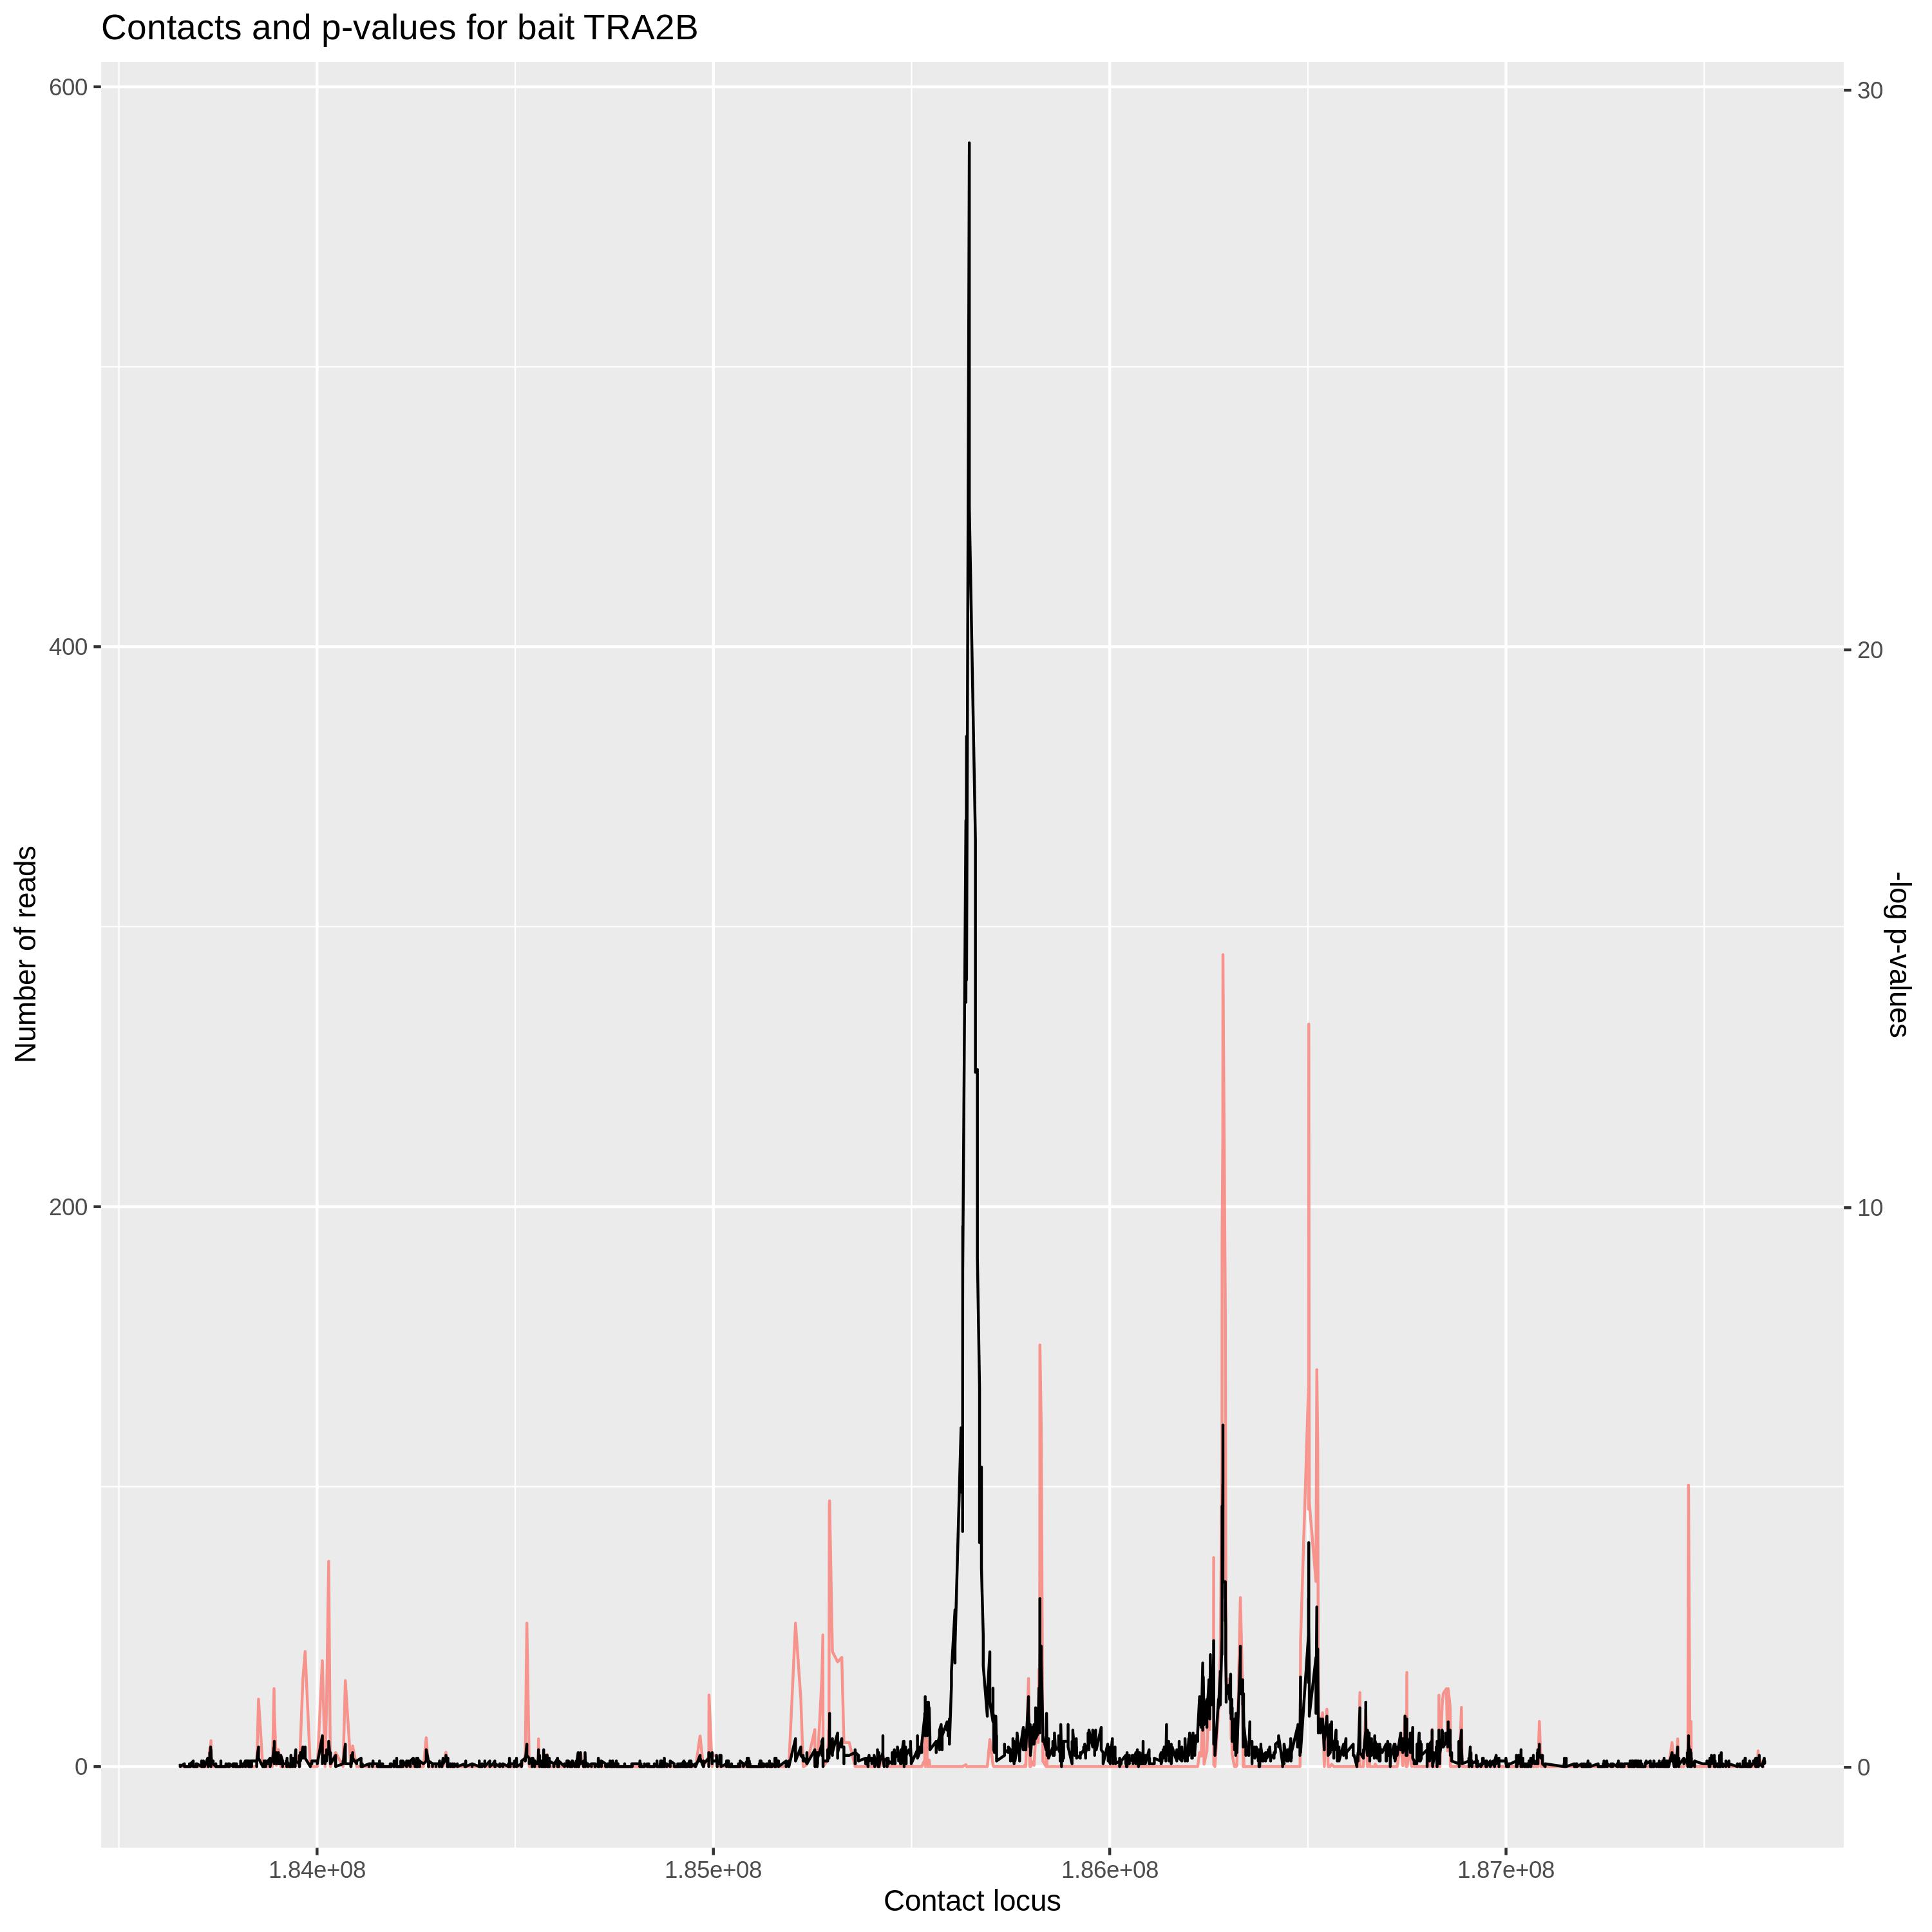 Contacts and p-values for bait TRA2B
600
400
200
0
30
20
10
0
Number of reads
-log p-values
1.84e+08 1.85e+08 1.86e+08 1.87e+08
Contact locus